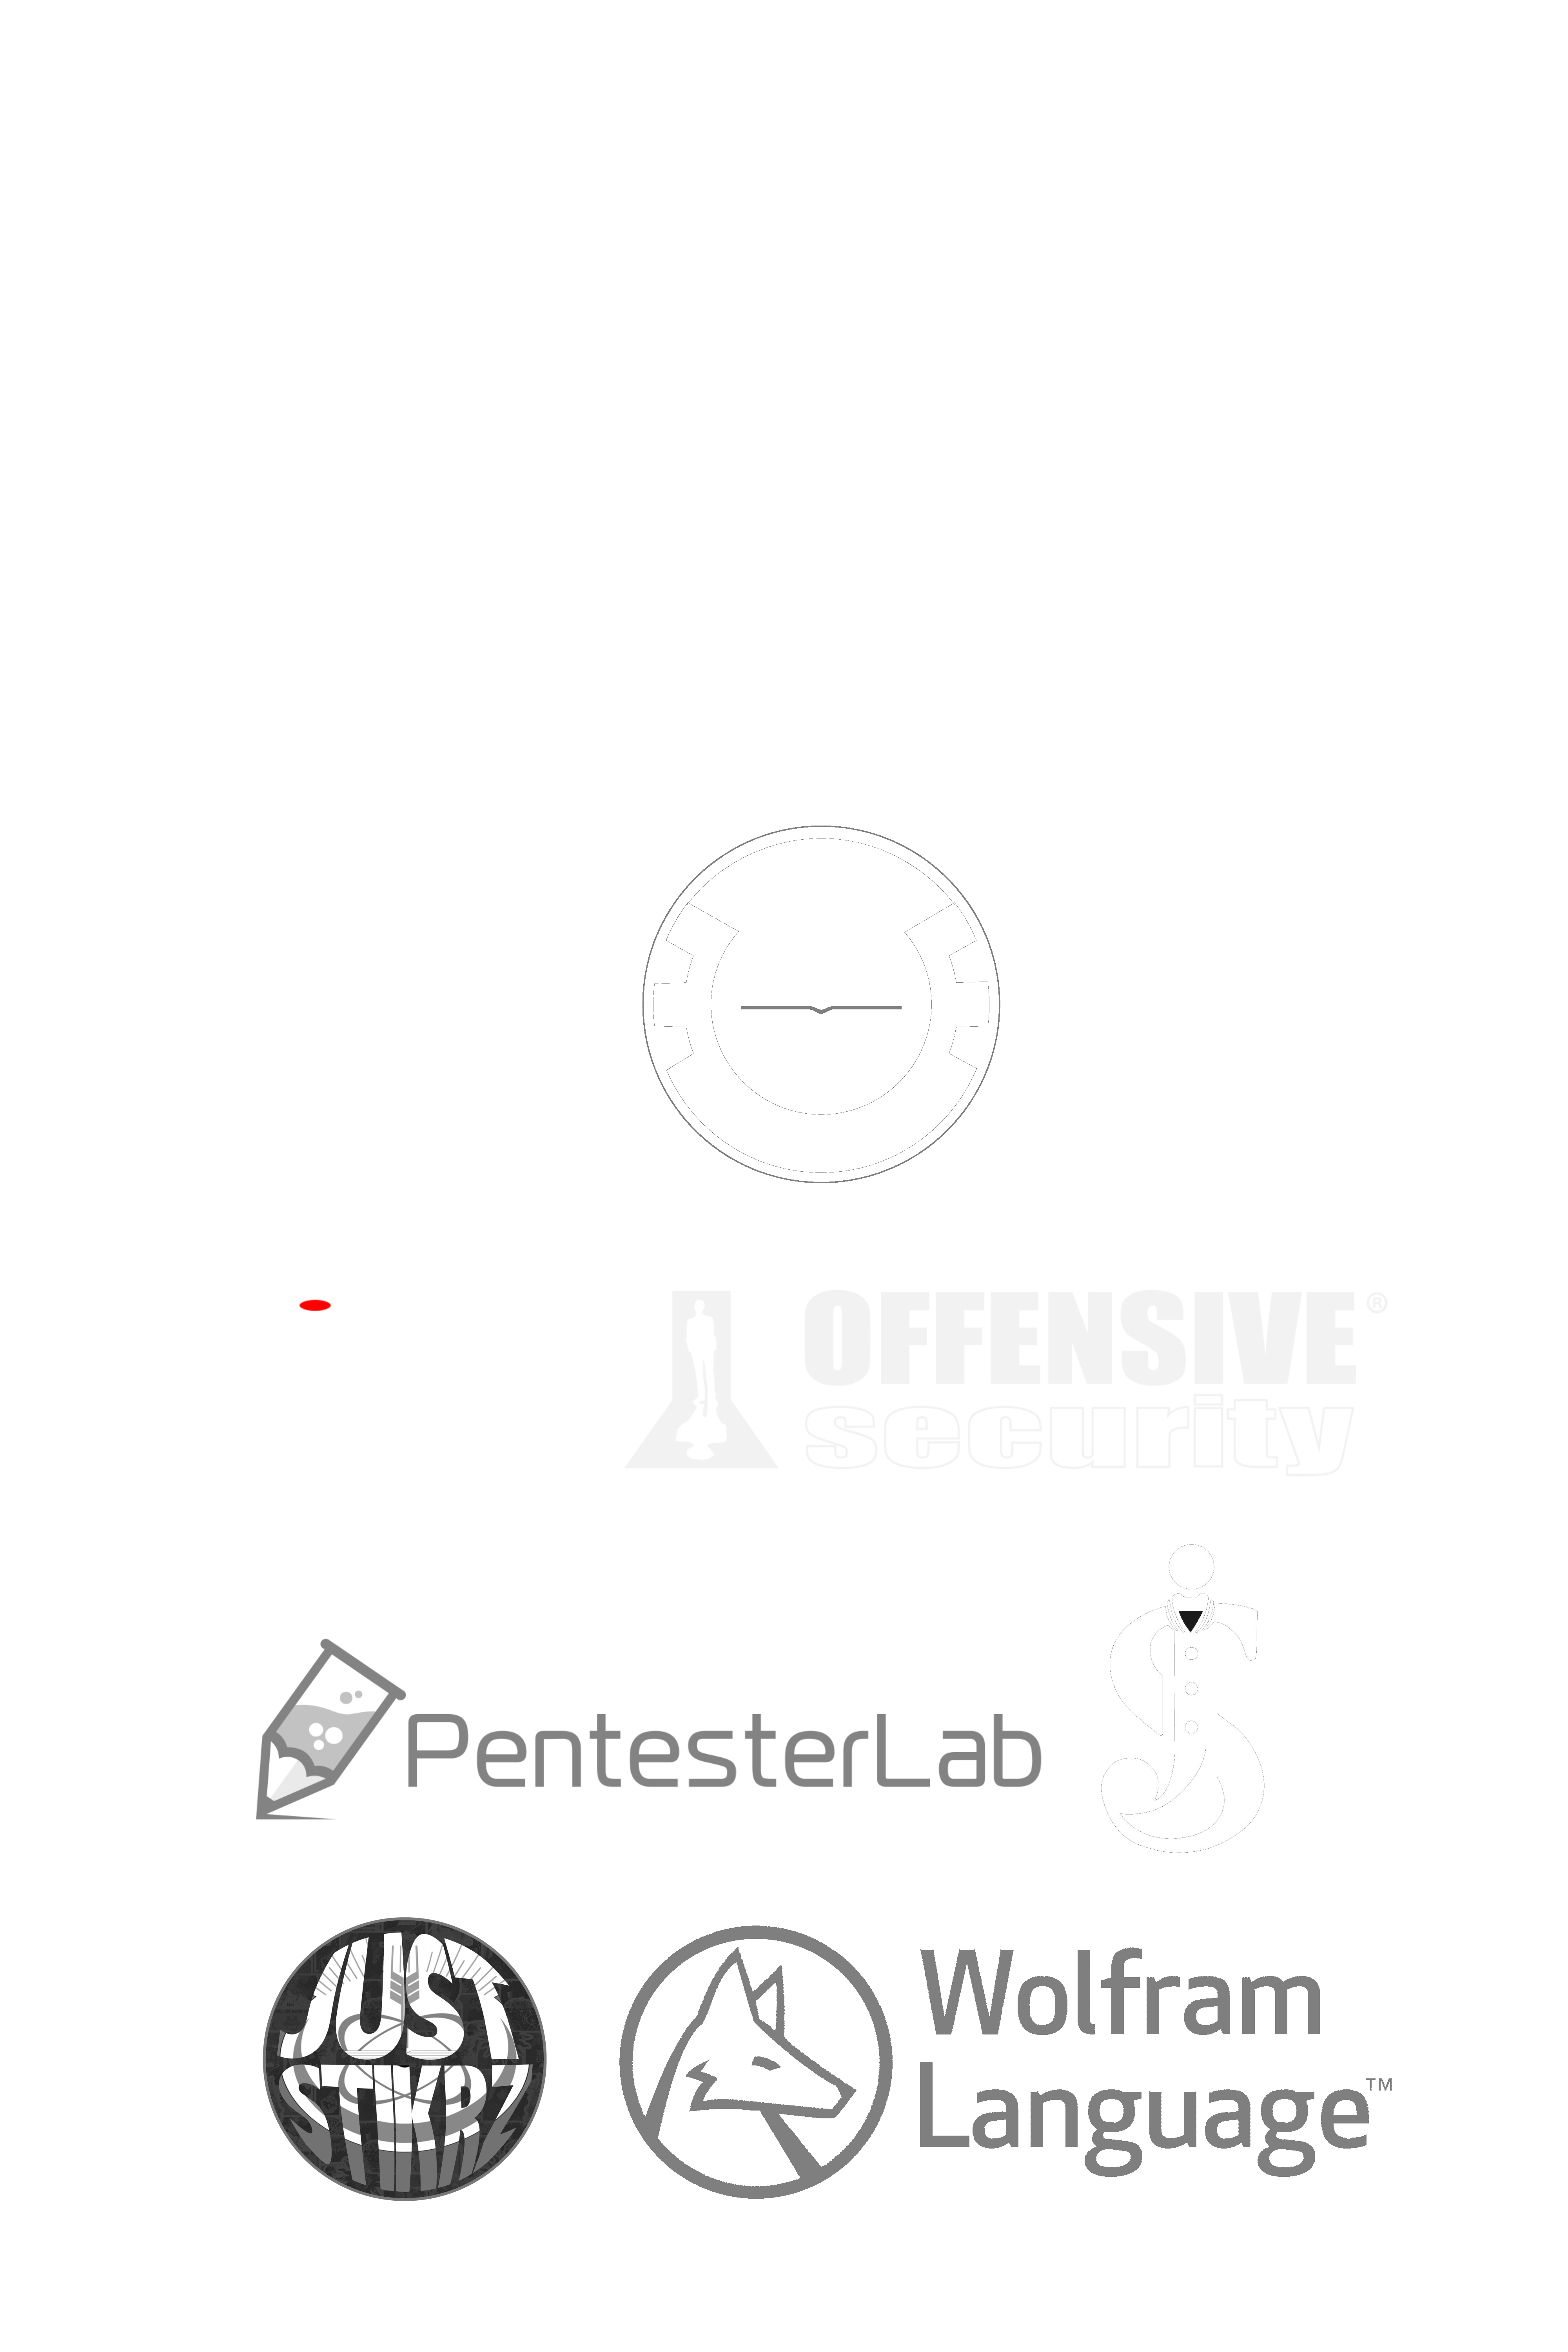 OFFENSIVE ®
security
PentesterLab
JUST
STIKRZ
Wolfram
Language™